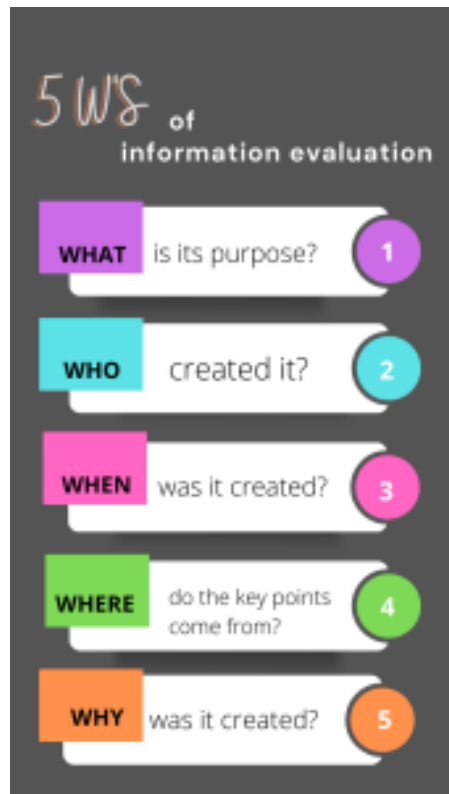 5 W'S of
information evaluation
WHAT is its purpose? 1
WHO created it? 2
WHEN was it created? 3
WHERE do the key points
come from? 4
WHY was it created? 5